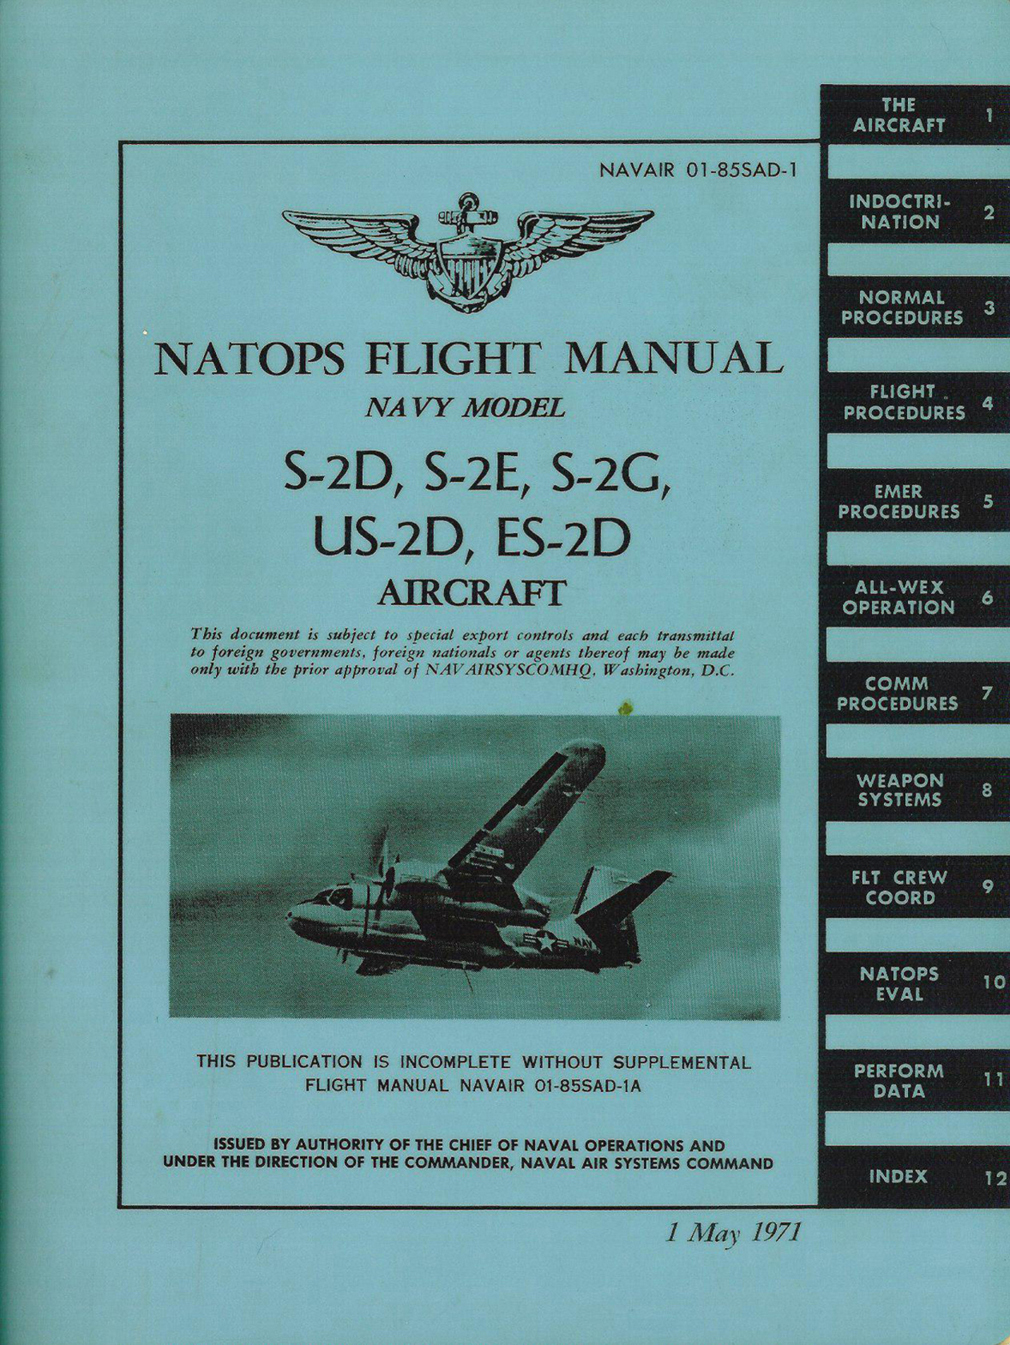 NAVAIR 01-85SAD-1
NATOPS FLIGHT MANUAL
NAVY MODEL
S-2D, S-2E, S-2G,
US-2D, ES-2D
AIRCRAFT
This document is subject to special export controls and each transmittal
to foreign governments, foreign nationals or agents thereof may be made
only with the prior approval of NAVAIRSYSCOMHQ, Washington, D.C.
NAVY
THIS PUBLICATION IS INCOMPLETE WITHOUT SUPPLEMENTAL
FLIGHT MANUAL NAVAIR 01-85SAD-1A
ISSUED BY AUTHORITY OF THE CHIEF OF NAVAL OPERATIONS AND
UNDER THE DIRECTION OF THE COMMANDER, NAVAL AIR SYSTEMS COMMAND
1 May 1971
THE
AIRCRAFT 1
INDOCTRI-
NATION 2
NORMAL
PROCEDURES 3
FLIGHT
PROCEDURES 4
EMER
PROCEDURES 5
ALL-WEX
OPERATION 6
COMM
PROCEDURES 7
WEAPON
SYSTEMS 8
FLT CREW
COORD 9
NATOPS
EVAL 10
PERFORM
DATA 11
INDEX 12